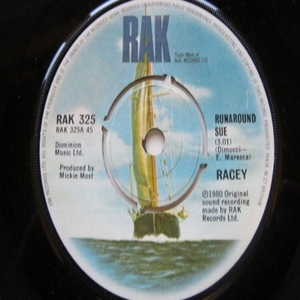 RAK
Trade Mark of
RAK RECORDS LTD
RAK 325
RAK 325A 45
Dominion
Music Ltd.
Produced by
Mickie Most
RUNAROUND
SUE
(3.01)
(Dimucci—
E. Maresca)
RACEY
℗1980 Original
sound recording
made by RAK
Records Ltd.